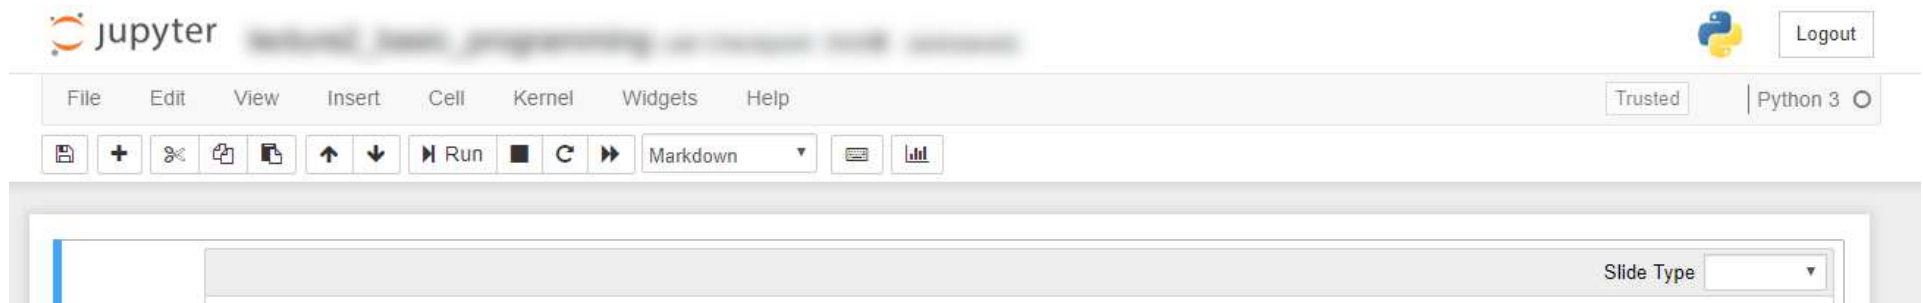 jupyter
Logout
File Edit View Insert Cell Kernel Widgets Help Trusted Python 3
Run Markdown
Slide Type